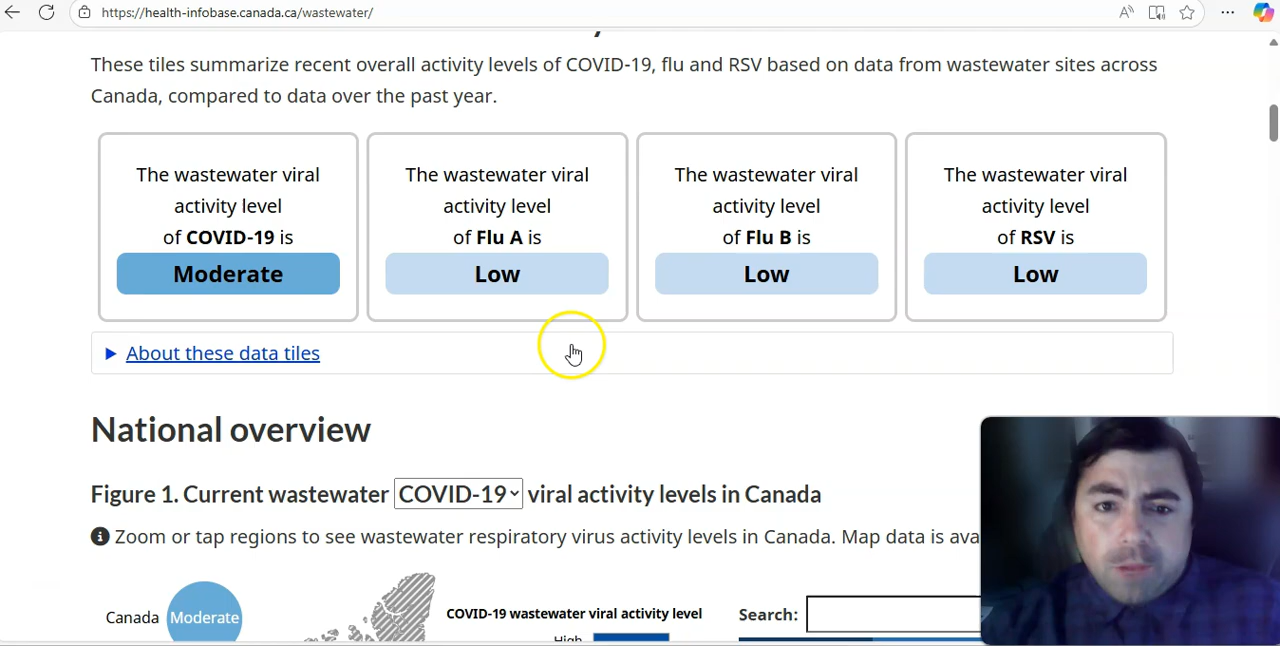 https://health-infobase.canada.ca/wastewater/
These tiles summarize recent overall activity levels of COVID-19, flu and RSV based on data from wastewater sites across
Canada, compared to data over the past year.
The wastewater viral
activity level
of COVID-19 is
Moderate
The wastewater viral
activity level
of Flu A is
Low
The wastewater viral
activity level
of Flu B is
Low
The wastewater viral
activity level
of RSV is
Low
About these data tiles
National overview
Figure 1. Current wastewater COVID-19 viral activity levels in Canada
Zoom or tap regions to see wastewater respiratory virus activity levels in Canada. Map data is ava
Canada Moderate
COVID-19 wastewater viral activity level
High
Search: